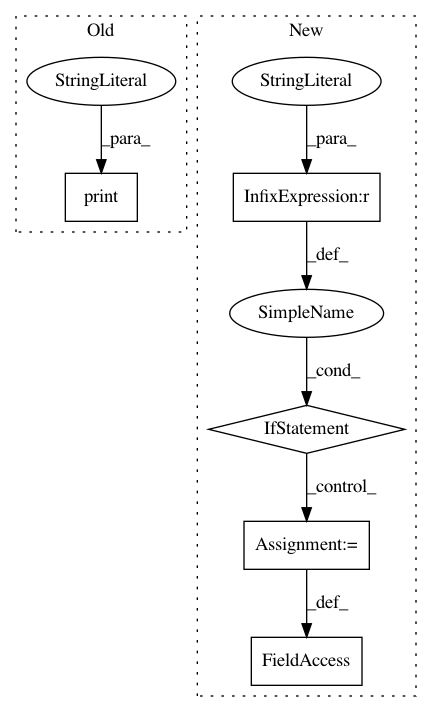 Old
StringLiteral
_para_
print
New
StringLiteral
_para_
InfixExpression:r
_def_
SimpleName
_cond_
IfStatement
_control_
Assignment:=
_def_
FieldAccess